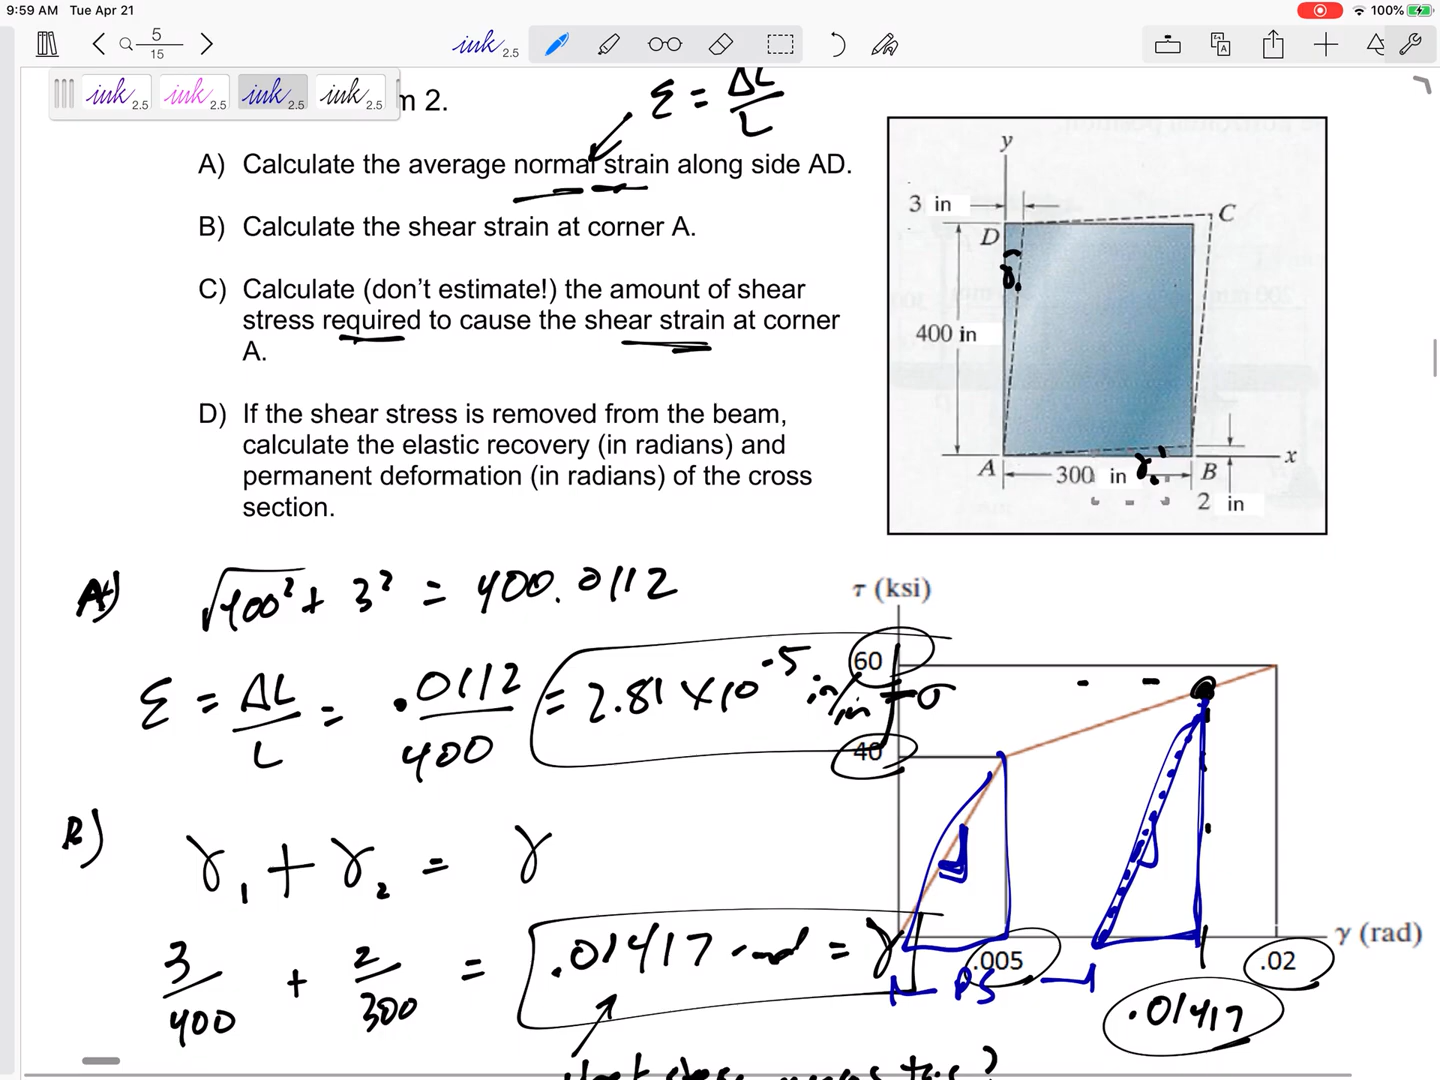 9:59 AM Tue Apr 21
100%
5
15
ink 2.5
ink 2.5
ink 2.5
ink 2.5
ink 2.5
m 2.
ε = ΔL
L
A) Calculate the average normal strain along side AD.
B) Calculate the shear strain at corner A.
C) Calculate (don't estimate!) the amount of shear
stress required to cause the shear strain at corner
A.
D) If the shear stress is removed from the beam,
calculate the elastic recovery (in radians) and
permanent deformation (in radians) of the cross
section.
y
3 in
C
D
γ₁
400 in
A
300 in
γ₂
B
x
2 in
A) √400² + 3² = 400.0112
ε = ΔL/L = .0112/400 = 2.81 × 10⁻⁵ in/in = σ
B) γ₁ + γ₂ = γ
3/400 + 2/300 = .01417 rad = γ
τ (ksi)
60
40
.005
.02
γ (rad)
PS
.01417